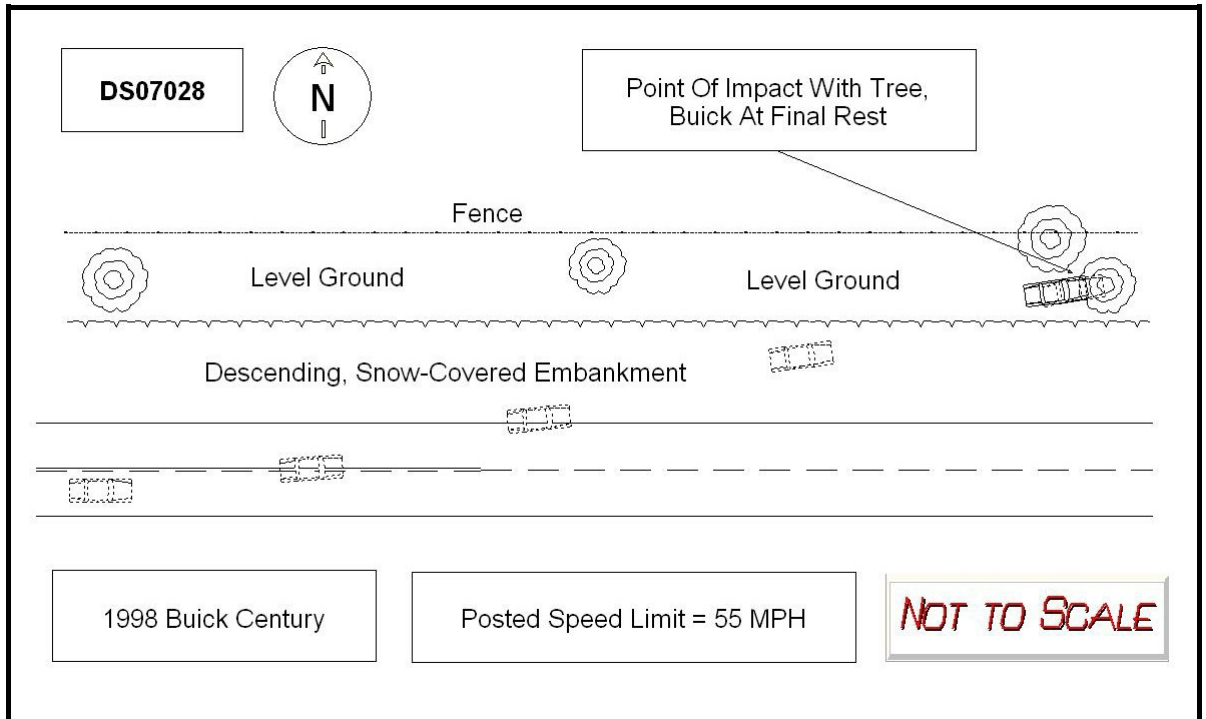 DS07028
N
Point Of Impact With Tree,
Buick At Final Rest
Fence
Level Ground
Level Ground
Descending, Snow-Covered Embankment
1998 Buick Century
Posted Speed Limit = 55 MPH
NOT TO SCALE